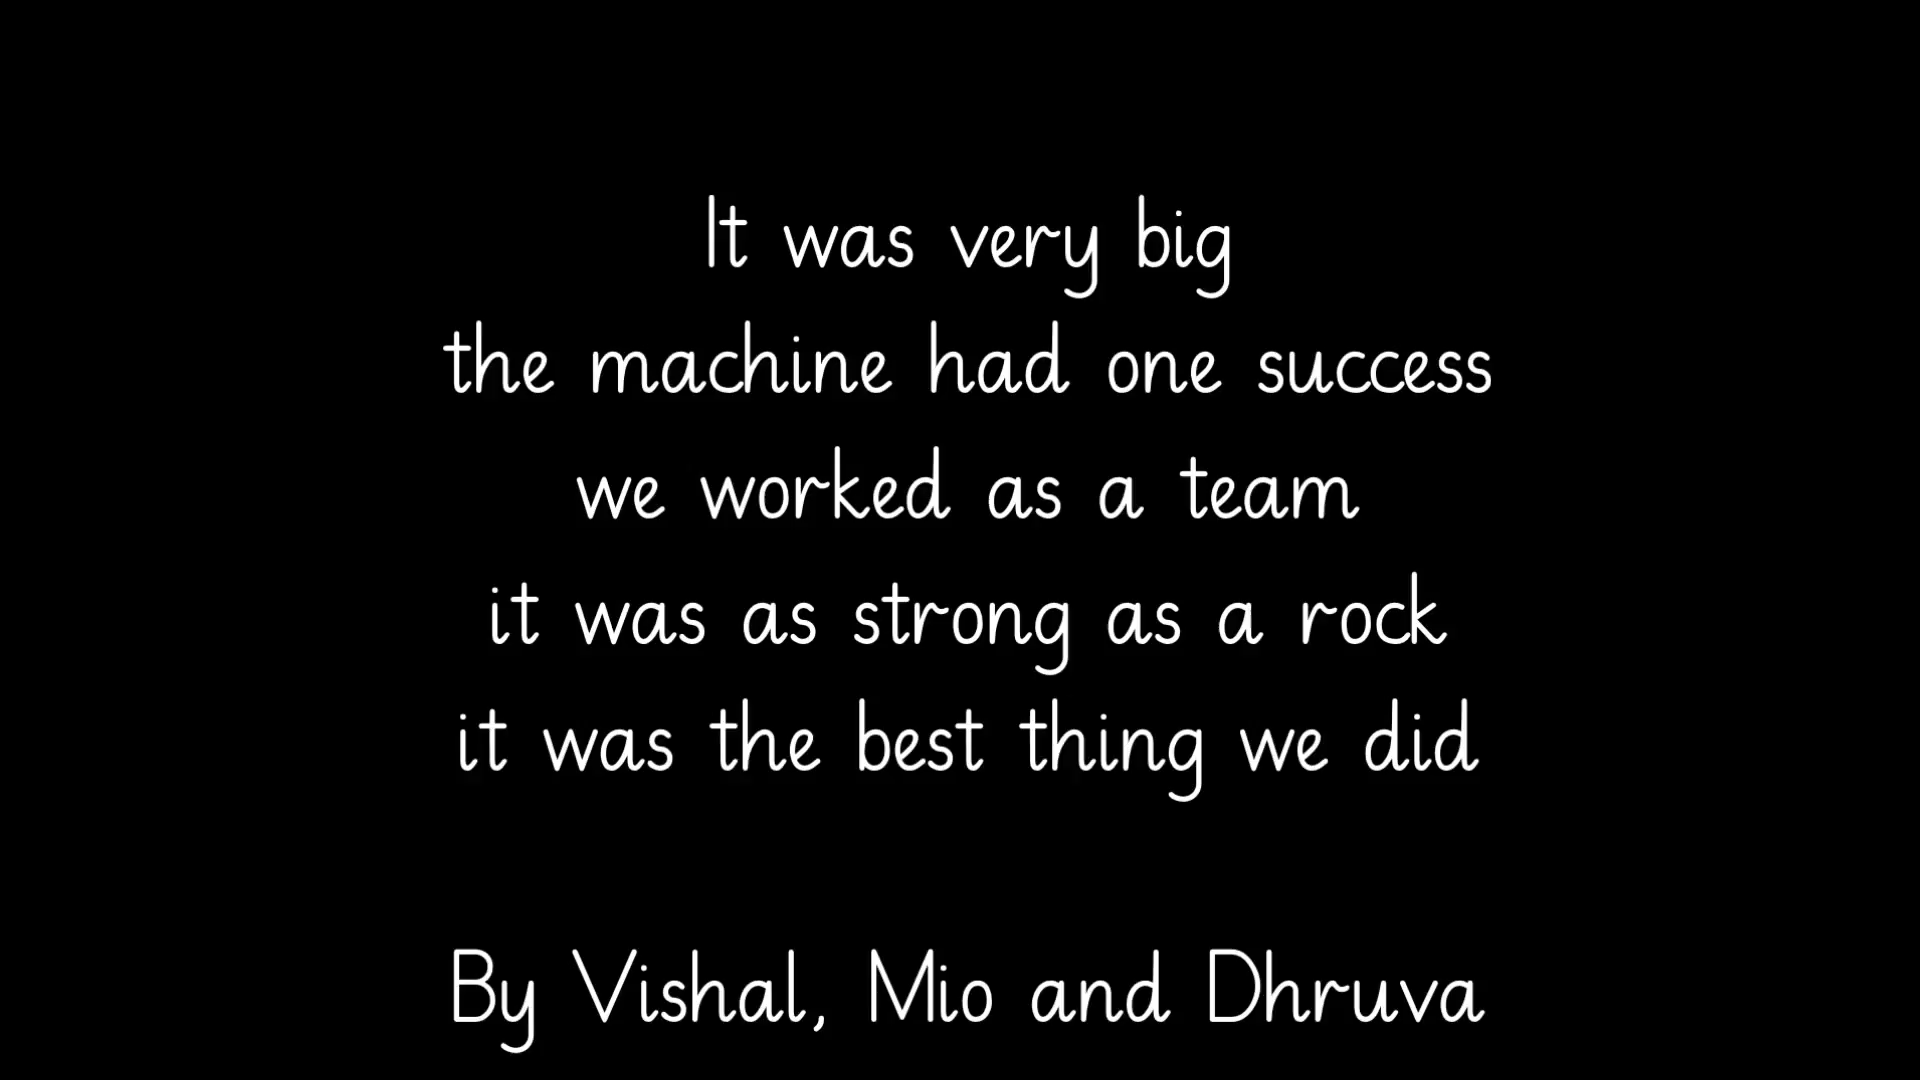 It was very big
the machine had one success
we worked as a team
it was as strong as a rock
it was the best thing we did
By Vishal, Mio and Dhruva